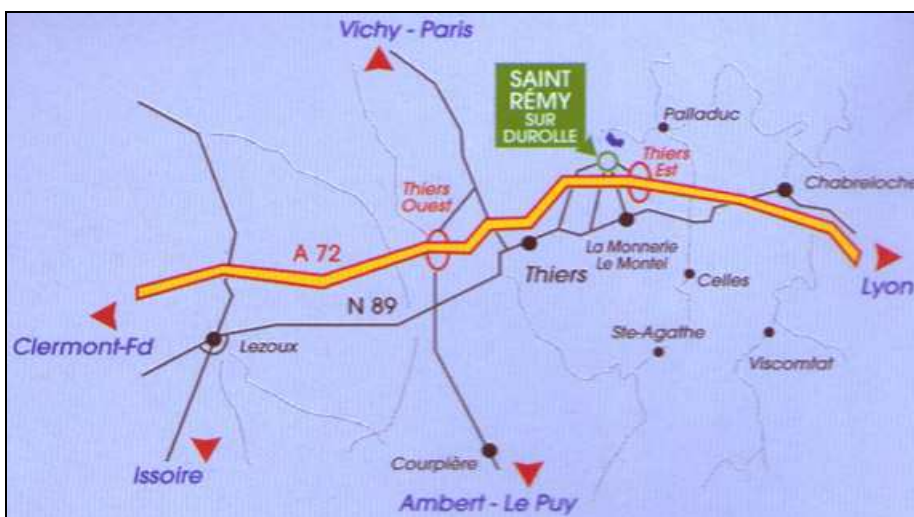 Vichy - Paris
SAINT
RÉMY
SUR
DUROLLE
Palladuc
Thiers
Est
Chabreloche
Thiers
Ouest
A 72
La Monnerie
Le Montel
Thiers
Celles
Lyon
N 89
Clermont-Fd
Lezoux
Ste-Agathe
Viscomtat
Issoire
Courpière
Ambert - Le Puy